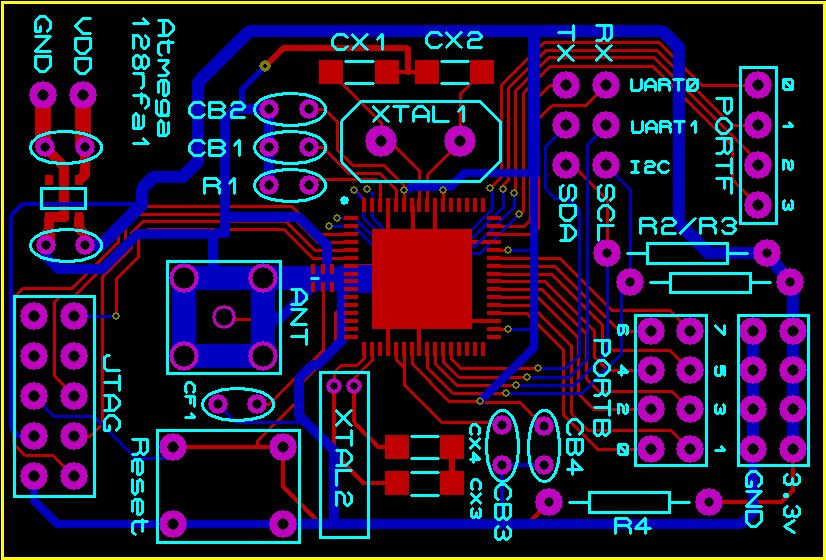 GND
VDD
Atmega
128rfa1
CX1
CX2
TX
RX
CB2
CB1
R1
XTAL1
UART0
UART1
I2C
SDA
SCL
PORTF
0
1
2
3
R2/R3
ANT
JTAG
CF1
Reset
XTAL2
CX4
CX3
CB3
CB4
PORTB
6
4
2
0
7
5
3
1
GND
3.3v
R4